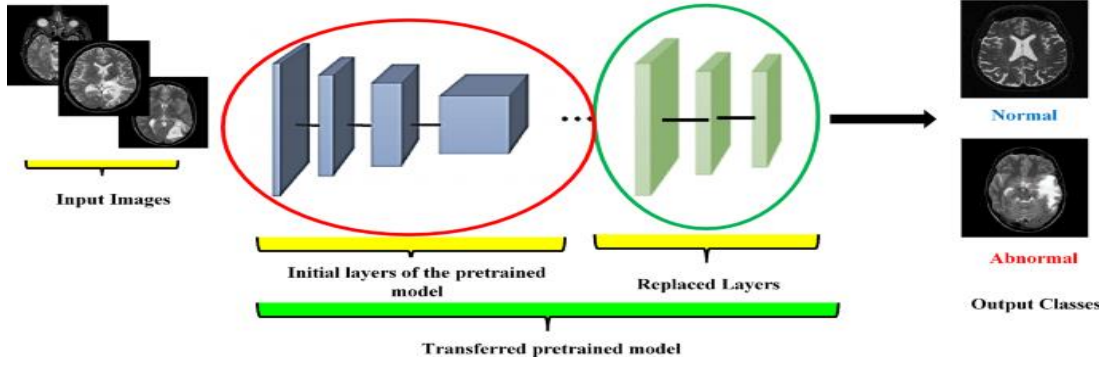 Normal
Input Images
Abnormal
Initial layers of the pretrained
model
Replaced Layers
Output Classes
Transferred pretrained model